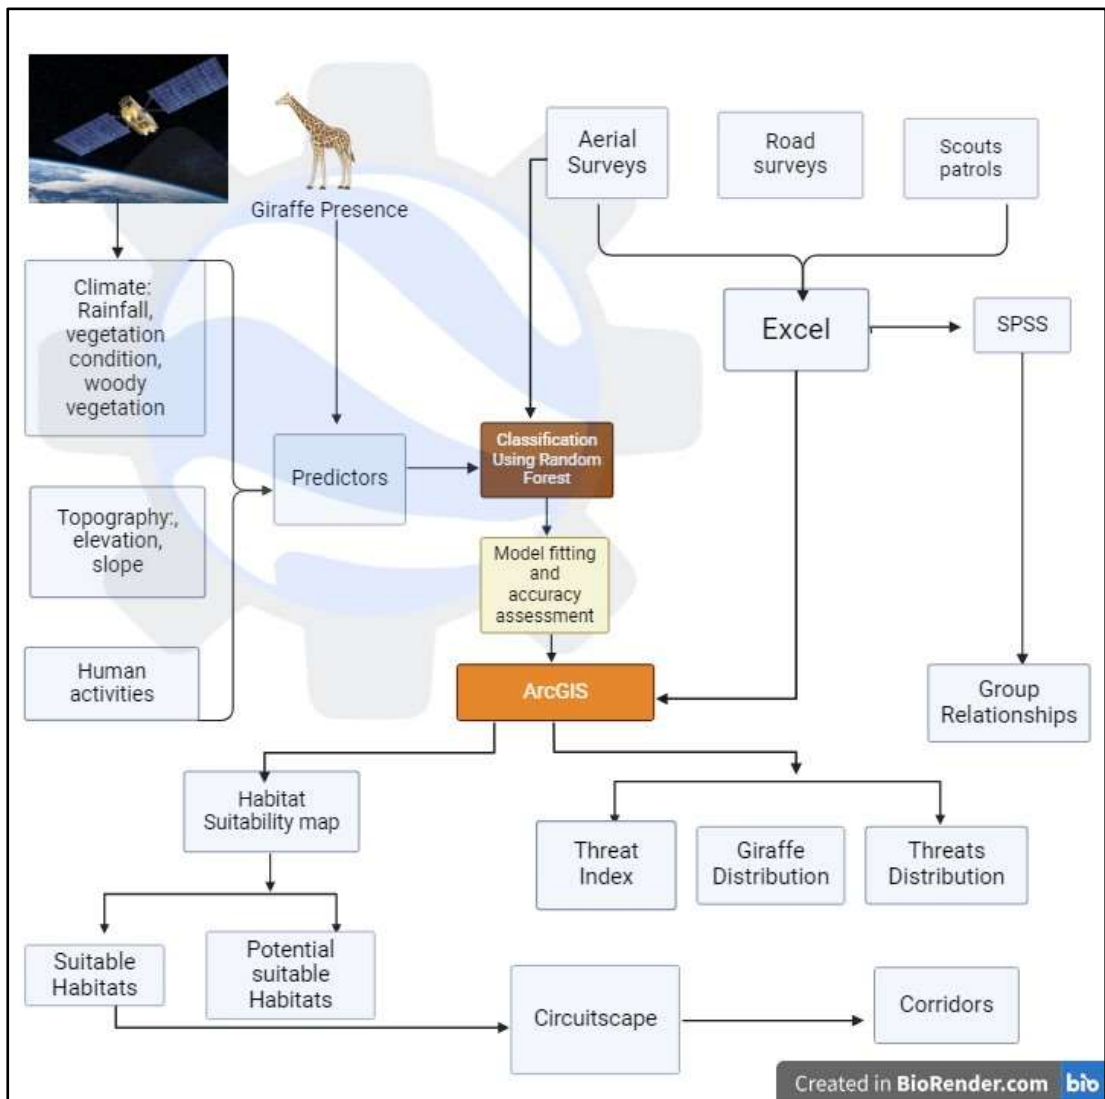 Giraffe Presence
Aerial
Surveys
Road
surveys
Scouts
patrols
Climate:
Rainfall,
vegetation
condition,
woody
vegetation
Excel
SPSS
Predictors
Classification
Using Random
Forest
Topography:,
elevation,
slope
Model fitting
and
accuracy
assessment
Human
activities
ArcGIS
Group
Relationships
Habitat
Suitability map
Threat
Index
Giraffe
Distribution
Threats
Distribution
Suitable
Habitats
Potential
suitable
Habitats
Circuitscape
Corridors
Created in BioRender.com bio